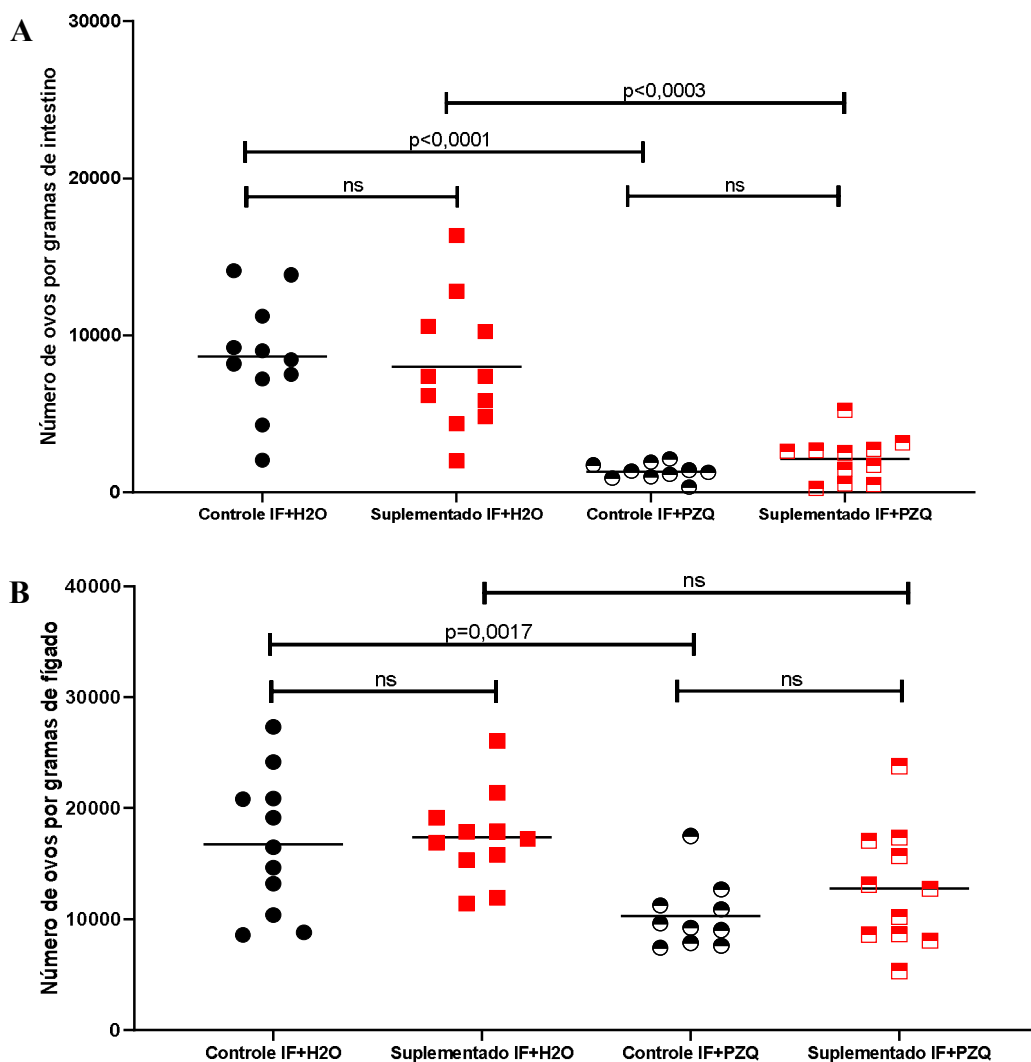 A
Número de ovos por gramas de intestino
30000
20000
10000
0
p<0,0003
p<0,0001
ns
ns
Controle IF+H2O
Suplementado IF+H2O
Controle IF+PZQ
Suplementado IF+PZQ
B
Número de ovos por gramas de fígado
40000
30000
20000
10000
0
ns
p=0,0017
ns
ns
Controle IF+H2O
Suplementado IF+H2O
Controle IF+PZQ
Suplementado IF+PZQ